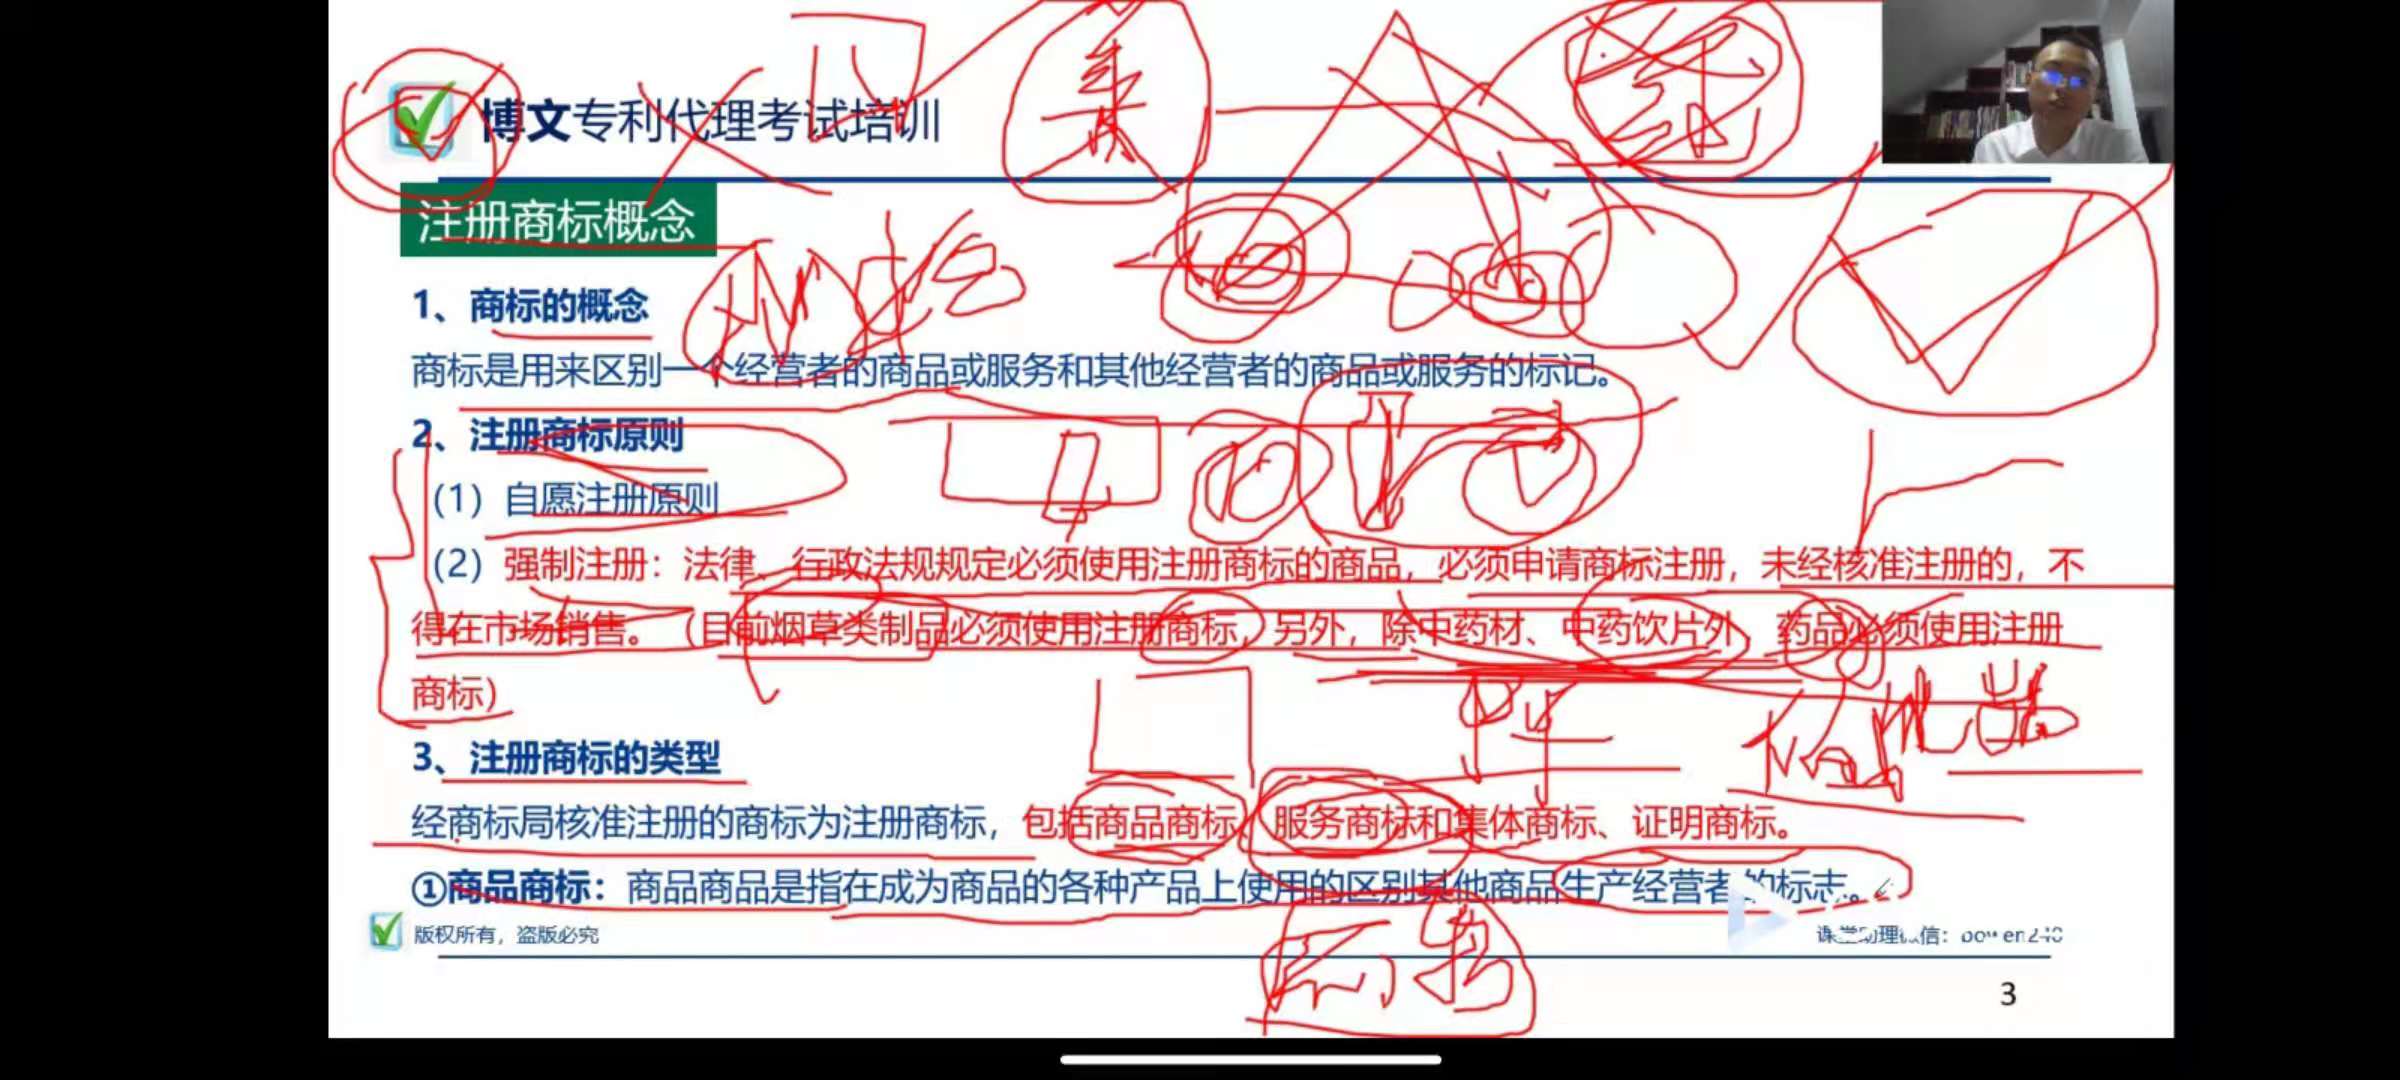 博文专利代理考试培训
注册商标概念
1、商标的概念
商标是用来区别一个经营者的商品或服务和其他经营者的商品或服务的标记。
2、注册商标原则
（1）自愿注册原则
（2）强制注册：法律、行政法规规定必须使用注册商标的商品，必须申请商标注册，未经核准注册的，不
得在市场销售。（目前烟草类制品必须使用注册商标，另外，除中药材、中药饮片外，药品必须使用注册
商标）
3、注册商标的类型
经商标局核准注册的商标为注册商标，包括商品商标、服务商标和集体商标、证明商标。
①商品商标：商品商品是指在成为商品的各种产品上使用的区别其他商品生产经营者的标志。
版权所有，盗版必究
课堂助理微信：bowen240
3